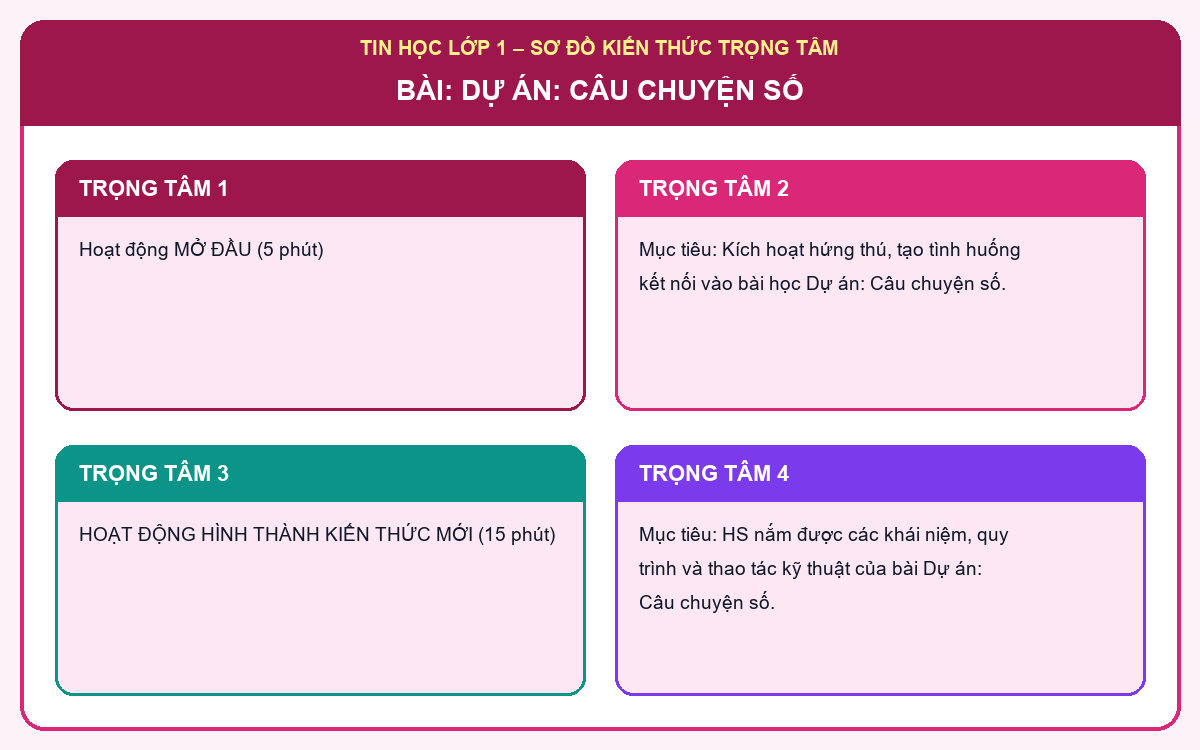 TIN HỌC LỚP 1 – SƠ ĐỒ KIẾN THỨC TRỌNG TÂM
BÀI: DỰ ÁN: CÂU CHUYỆN SỐ
TRỌNG TÂM 1
Hoạt động MỞ ĐẦU (5 phút)
TRỌNG TÂM 2
Mục tiêu: Kích hoạt hứng thú, tạo tình huống
kết nối vào bài học Dự án: Câu chuyện số.
TRỌNG TÂM 3
HOẠT ĐỘNG HÌNH THÀNH KIẾN THỨC MỚI (15 phút)
TRỌNG TÂM 4
Mục tiêu: HS nắm được các khái niệm, quy
trình và thao tác kỹ thuật của bài Dự án:
Câu chuyện số.